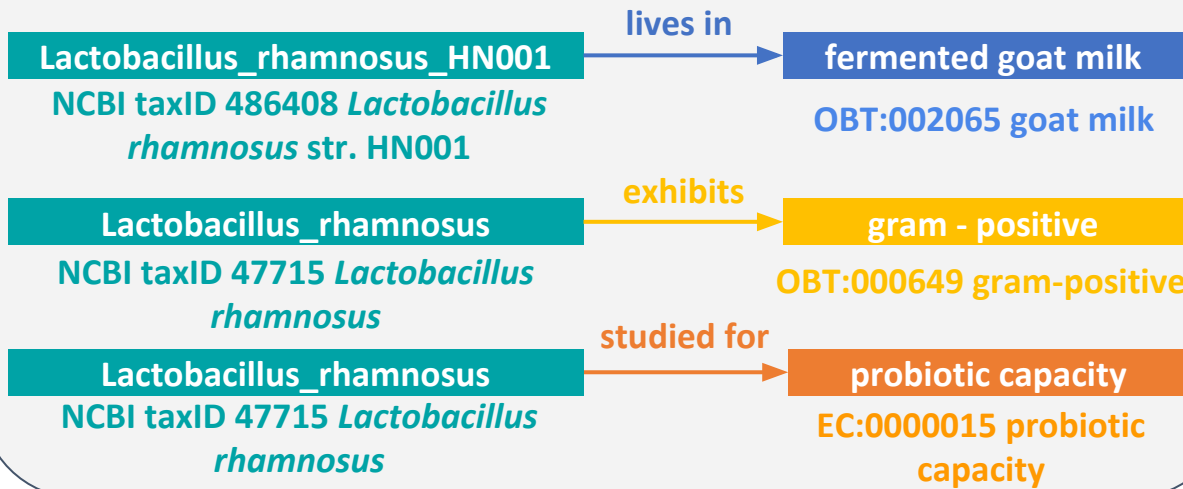 lives in
Lactobacillus_rhamnosus_HN001
fermented goat milk
NCBI taxID 486408 Lactobacillus
rhamnosus str. HN001
OBT:002065 goat milk
exhibits
Lactobacillus_rhamnosus
gram - positive
NCBI taxID 47715 Lactobacillus
rhamnosus
OBT:000649 gram-positive
studied for
Lactobacillus_rhamnosus
probiotic capacity
NCBI taxID 47715 Lactobacillus
rhamnosus
EC:0000015 probiotic
capacity